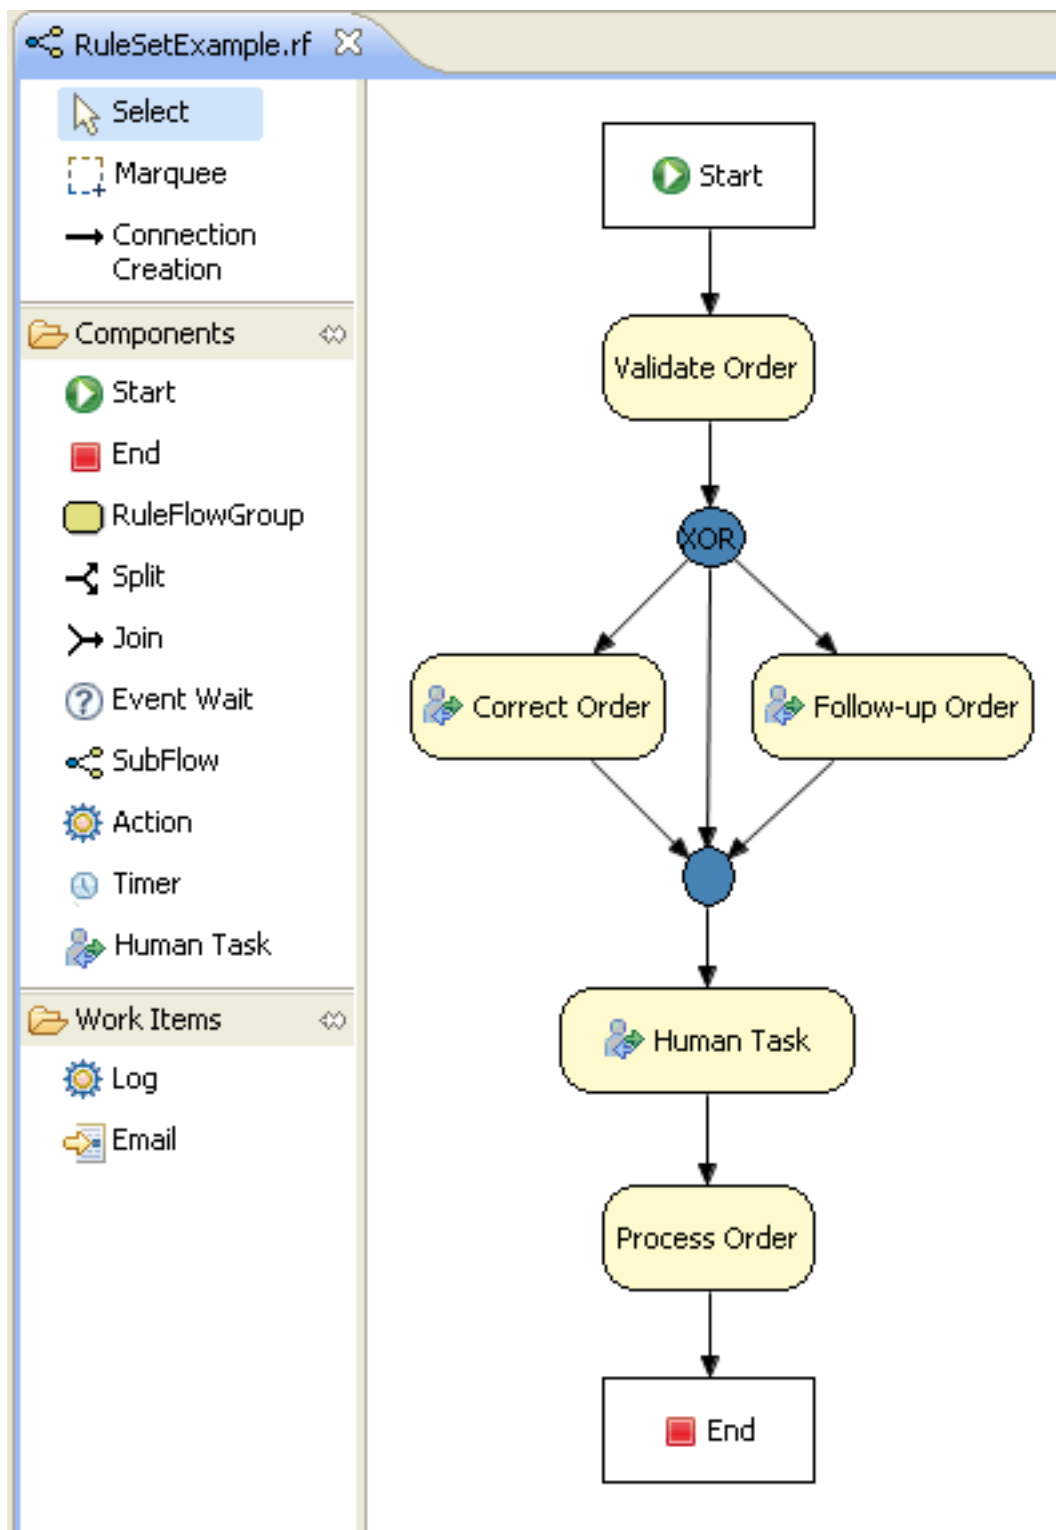 RuleSetExample.rf
Select
Marquee
Connection
Creation
Components
Start
End
RuleFlowGroup
Split
Join
Event Wait
SubFlow
Action
Timer
Human Task
Work Items
Log
Email
Start
Validate Order
XOR
Correct Order
Follow-up Order
Human Task
Process Order
End